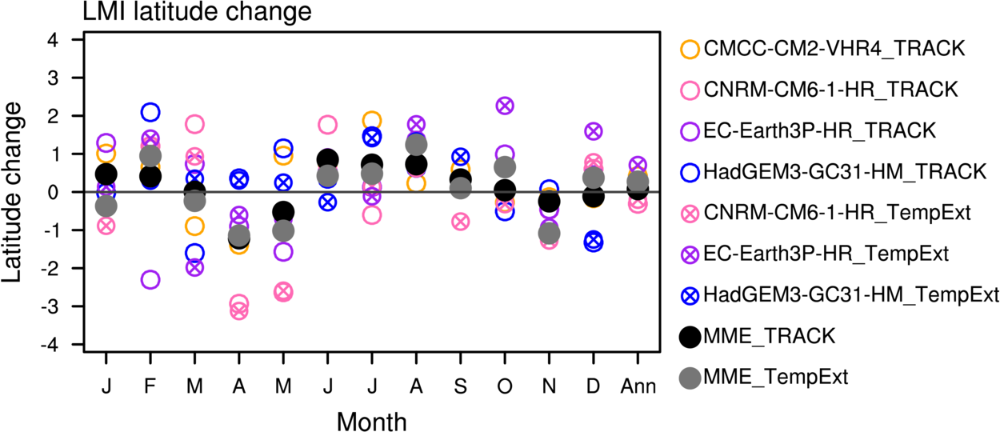 LMI latitude change
Latitude change
4
3
2
1
0
-1
-2
-3
-4
J F M A M J J A S O N D Ann
Month
CMCC-CM2-VHR4_TRACK
CNRM-CM6-1-HR_TRACK
EC-Earth3P-HR_TRACK
HadGEM3-GC31-HM_TRACK
CNRM-CM6-1-HR_TempExt
EC-Earth3P-HR_TempExt
HadGEM3-GC31-HM_TempExt
MME_TRACK
MME_TempExt